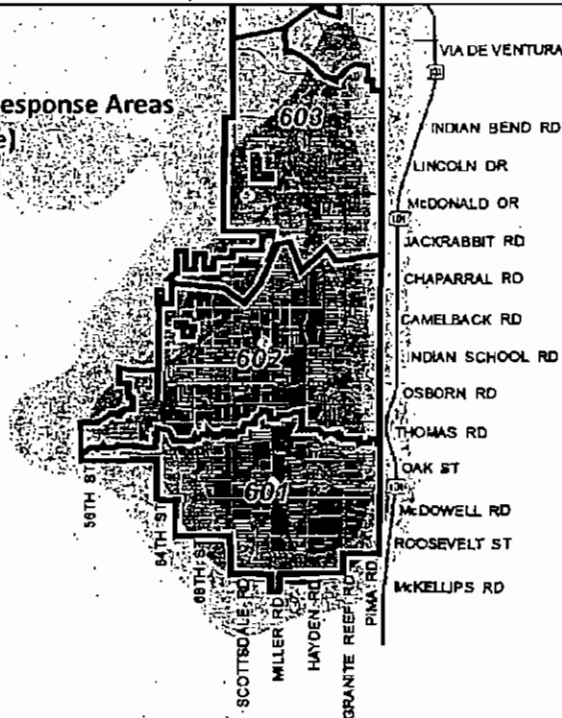 VIA DE VENTURA
esponse Areas
e)
603
101
INDIAN BEND RD
LINCOLN DR
McDONALD DR
101
JACKRABBIT RD
CHAPARRAL RD
CAMELBACK RD
602
INDIAN SCHOOL RD
OSBORN RD
THOMAS RD
OAK ST
601
101
McDOWELL RD
ROOSEVELT ST
McKELLIPS RD
56TH ST
64TH ST
68TH ST
SCOTTSDALE RD
MILLER RD
HAYDEN RD
GRANITE REEF RD
PIMA RD